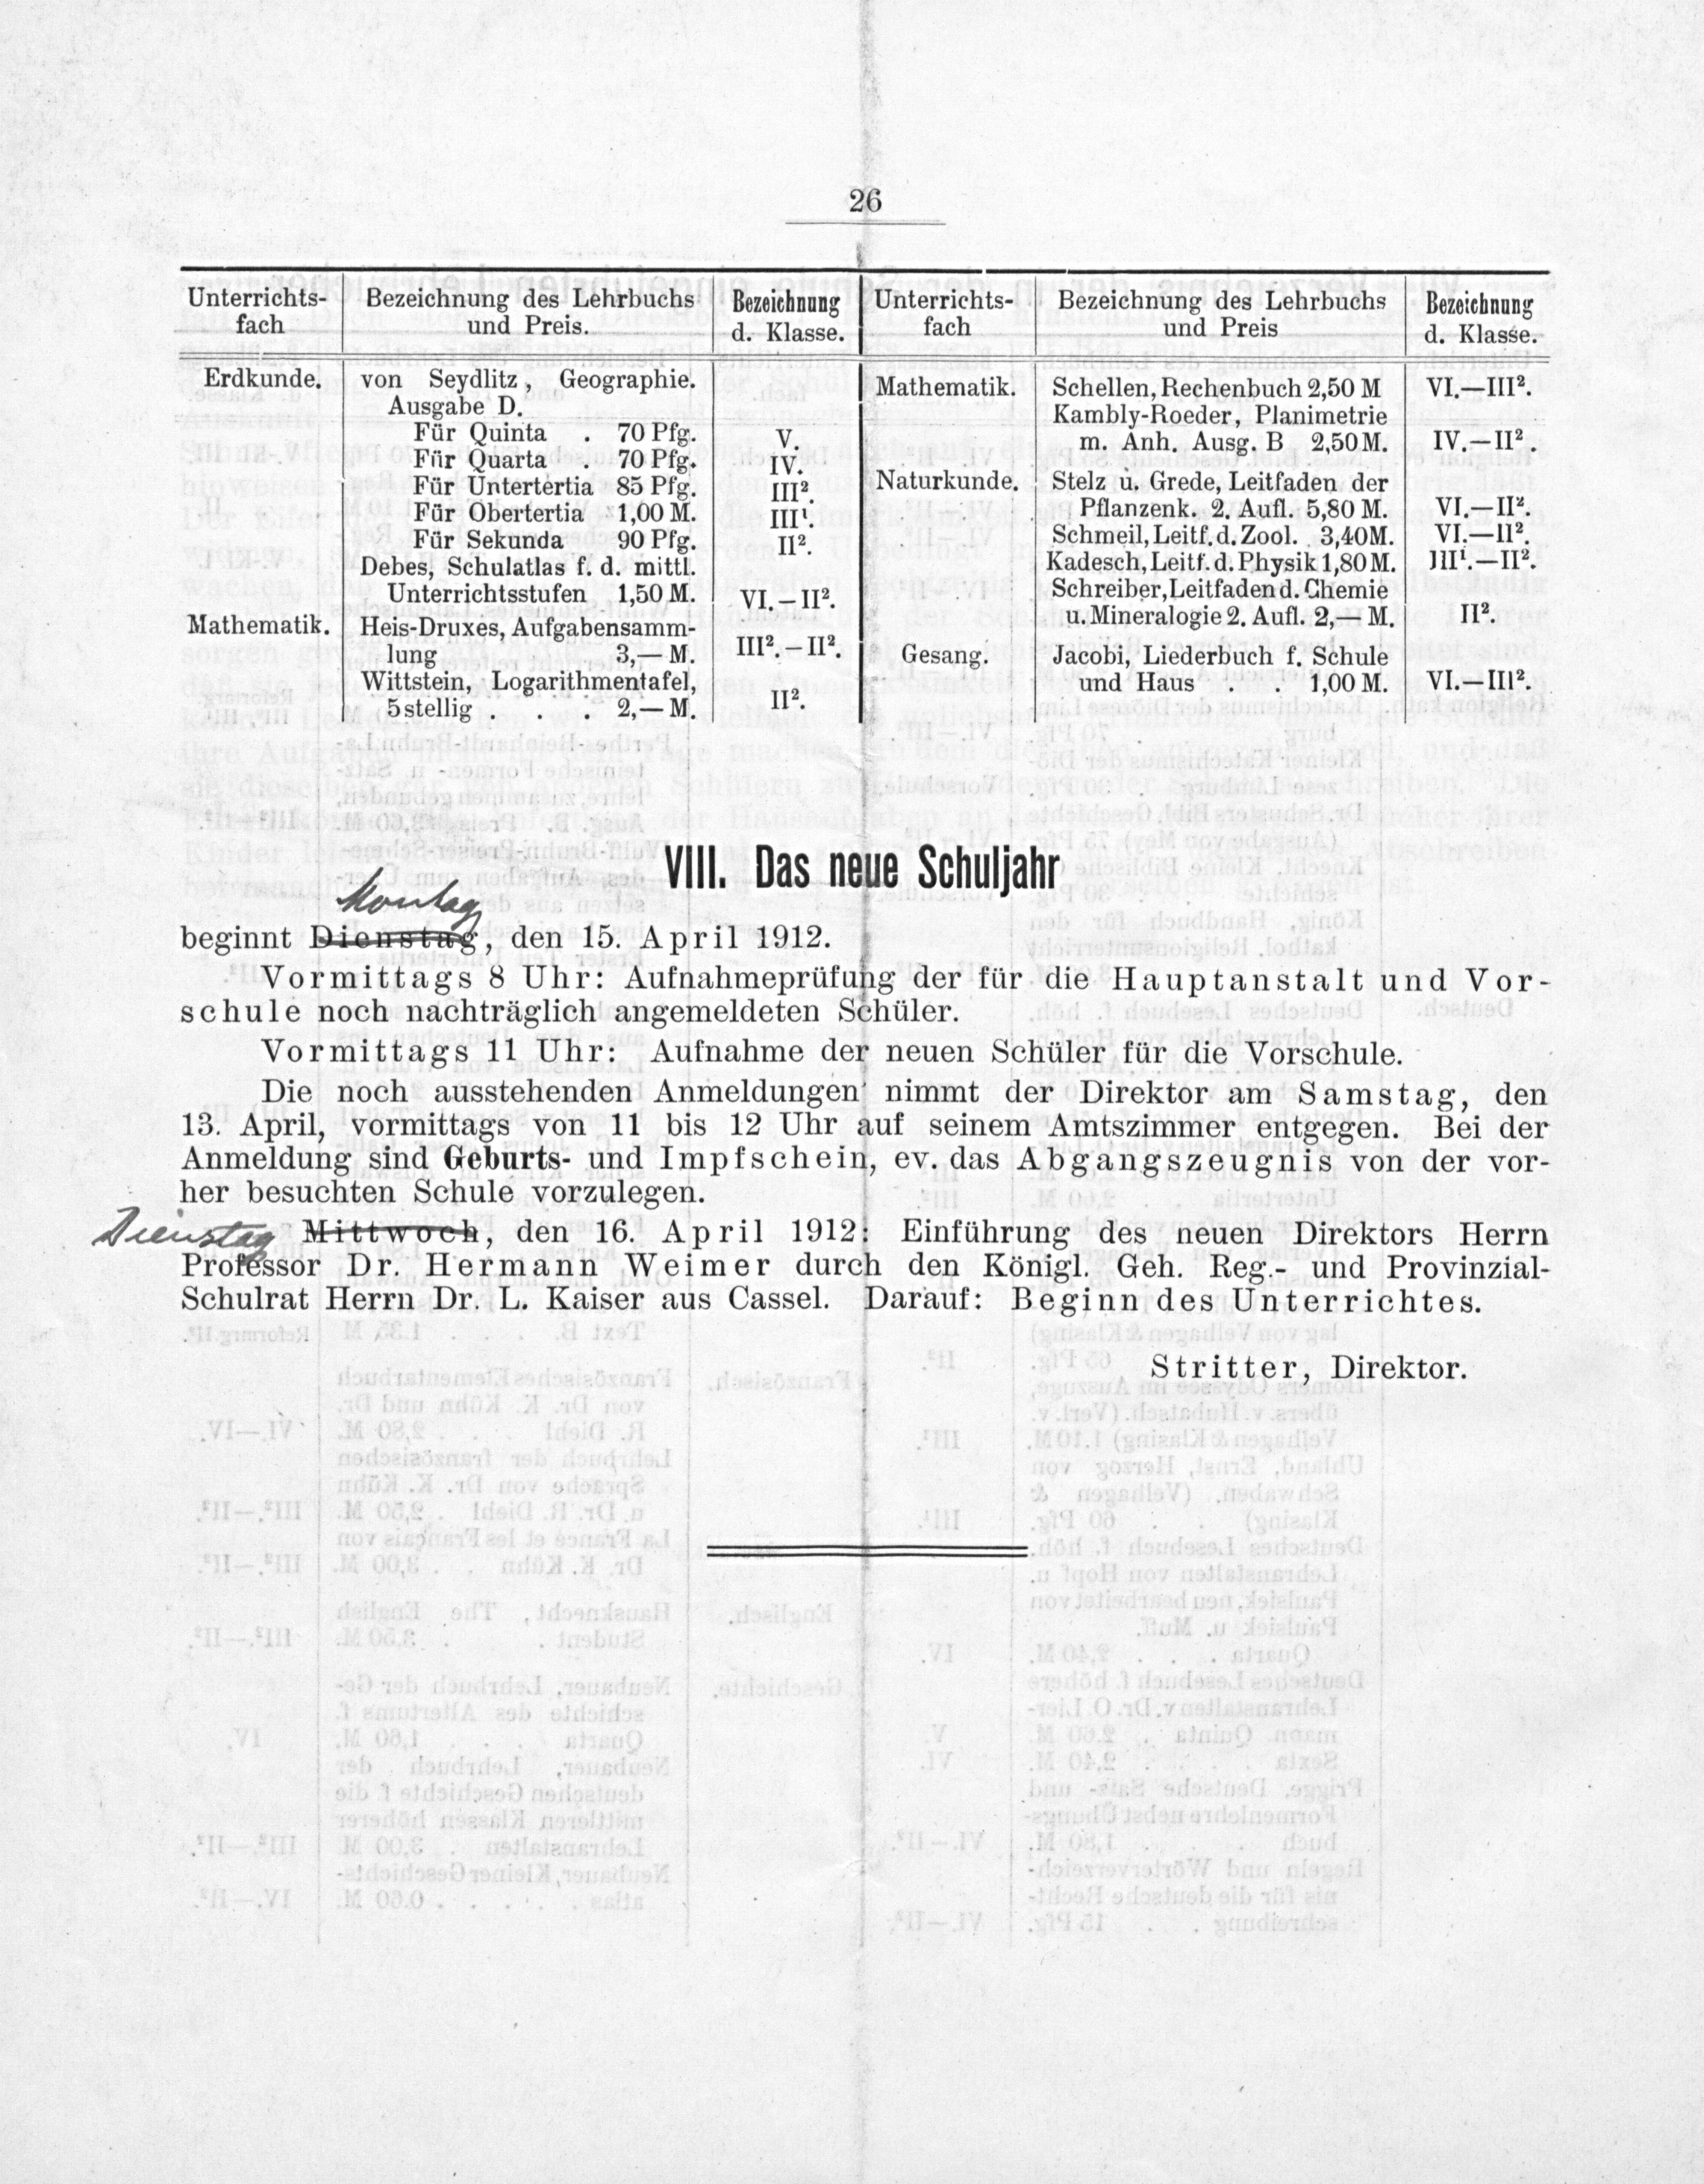 26
Unterrichts-
fach
Bezeichnung des Lehrbuchs
und Preis.
Bezeichnung
d. Klasse.
Erdkunde. von Seydlitz, Geographie.
Ausgabe D.
Für Quinta . 70 Pfg. V.
Für Quarta . 70 Pfg. IV.
Für Untertertia 85 Pfg. III².
Für Obertertia 1,00 M. III¹.
Für Sekunda 90 Pfg. II².
Debes, Schulatlas f. d. mittl.
Unterrichtsstufen 1,50 M. VI.–II².
Mathematik. Heis-Druxes, Aufgabensamm-
lung 3,— M. III².–II².
Wittstein, Logarithmentafel,
5stellig . . . 2,— M. II².
Unterrichts-
fach
Bezeichnung des Lehrbuchs
und Preis
Bezeichnung
d. Klasse.
Mathematik. Schellen, Rechenbuch 2,50 M VI.—III².
Kambly-Roeder, Planimetrie
m. Anh. Ausg. B 2,50 M. IV.—II².
Naturkunde. Stelz u. Grede, Leitfaden der
Pflanzenk. 2. Aufl. 5,80 M. VI.—II².
Schmeil, Leitf. d. Zool. 3,40 M. VI.—II².
Kadesch, Leitf. d. Physik 1,80 M. III¹.—II².
Schreiber, Leitfaden d. Chemie
u. Mineralogie 2. Aufl. 2,— M. II².
Gesang. Jacobi, Liederbuch f. Schule
und Haus . . 1,00 M. VI.—III².
VIII. Das neue Schuljahr
Montag
beginnt Dienstag, den 15. April 1912.
Vormittags 8 Uhr: Aufnahmeprüfung der für die Hauptanstalt und Vor-
schule noch nachträglich angemeldeten Schüler.
Vormittags 11 Uhr: Aufnahme der neuen Schüler für die Vorschule.
Die noch ausstehenden Anmeldungen nimmt der Direktor am Samstag, den
13. April, vormittags von 11 bis 12 Uhr auf seinem Amtszimmer entgegen. Bei der
Anmeldung sind Geburts- und Impfschein, ev. das Abgangszeugnis von der vor-
her besuchten Schule vorzulegen.
Dienstag Mittwoch, den 16. April 1912: Einführung des neuen Direktors Herrn
Professor Dr. Hermann Weimer durch den Königl. Geh. Reg.- und Provinzial-
Schulrat Herrn Dr. L. Kaiser aus Cassel. Darauf: Beginn des Unterrichtes.
Stritter, Direktor.